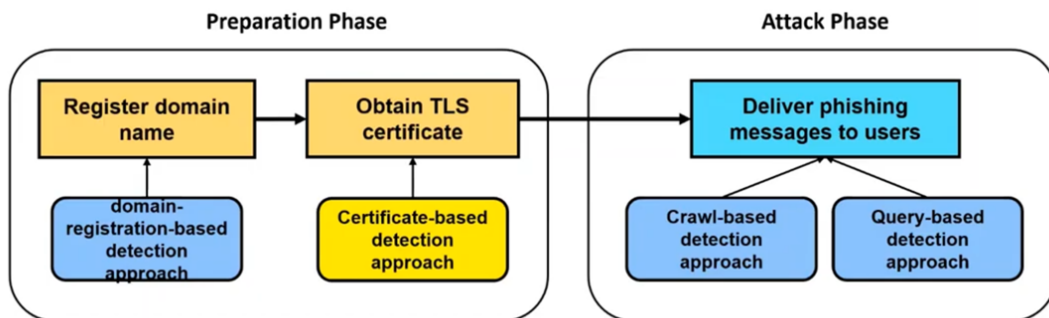 Preparation Phase
Attack Phase
Register domain
name
Obtain TLS
certificate
Deliver phishing
messages to users
domain-
registration-based
detection
approach
Certificate-based
detection
approach
Crawl-based
detection
approach
Query-based
detection
approach